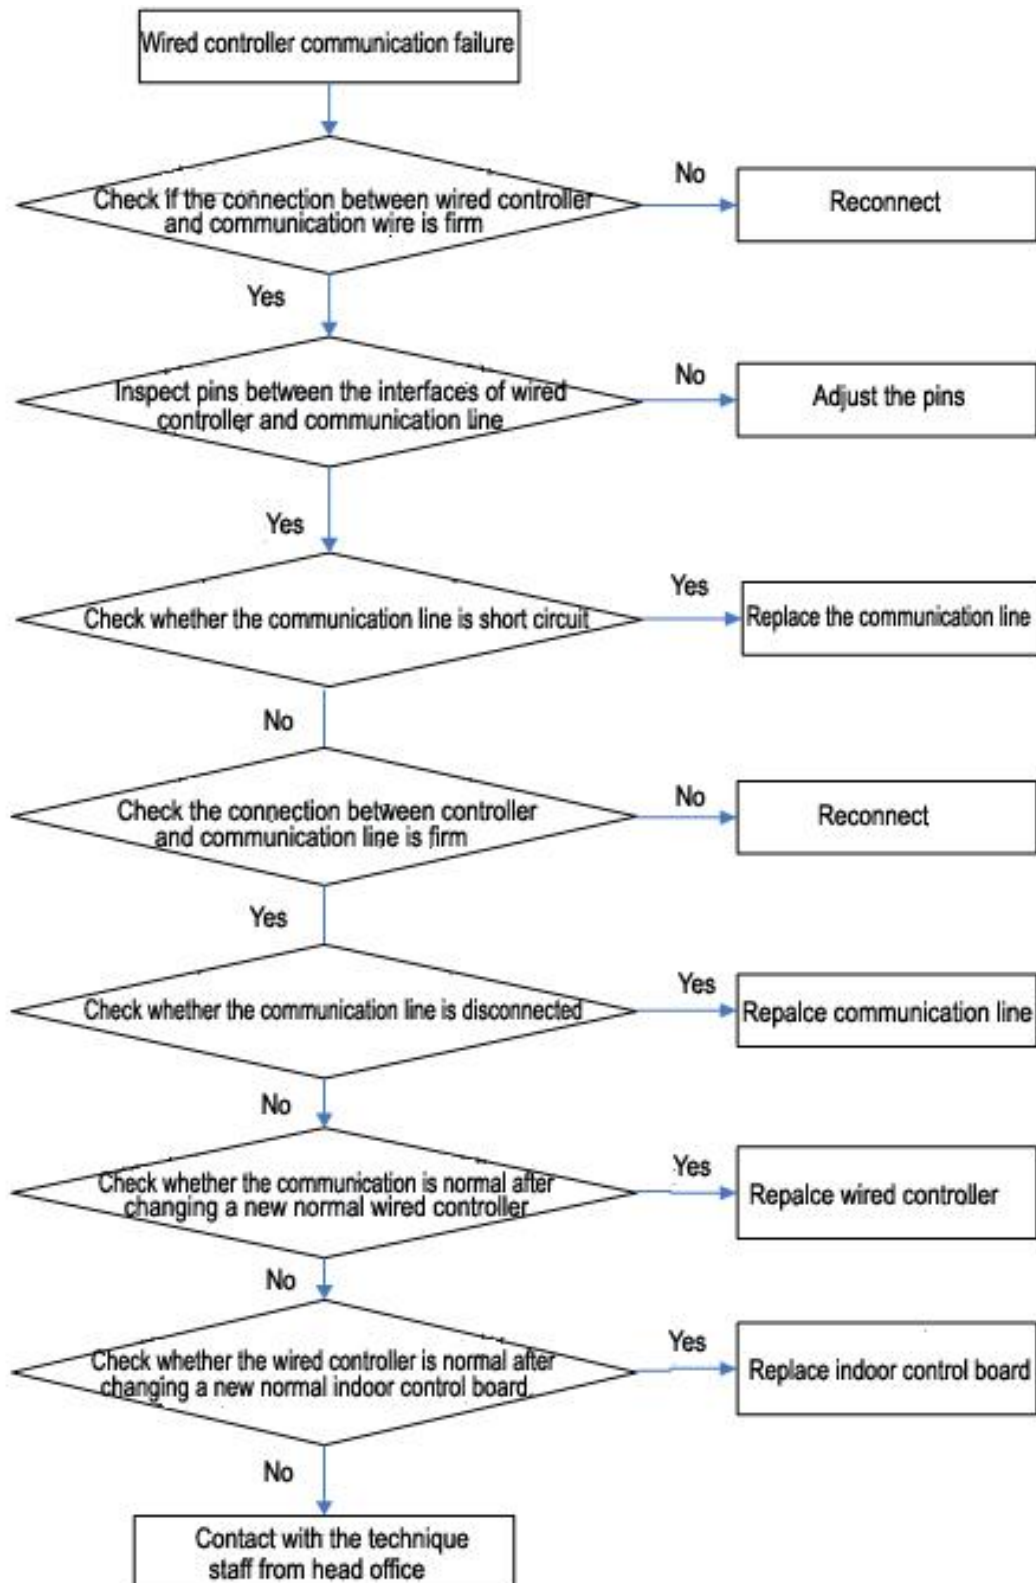 Wired controller communication failure
Check if the connection between wired controller
and communication wire is firm
No
Reconnect
Yes
Inspect pins between the interfaces of wired
controller and communication line
No
Adjust the pins
Yes
Check whether the communication line is short circuit
Yes
Replace the communication line
No
Check the connection between controller
and communication line is firm
No
Reconnect
Yes
Check whether the communication line is disconnected
Yes
Repalce communication line
No
Check whether the communication is normal after
changing a new normal wired controller
Yes
Repalce wired controller
No
Check whether the wired controller is normal after
changing a new normal indoor control board
Yes
Replace indoor control board
No
Contact with the technique
staff from head office